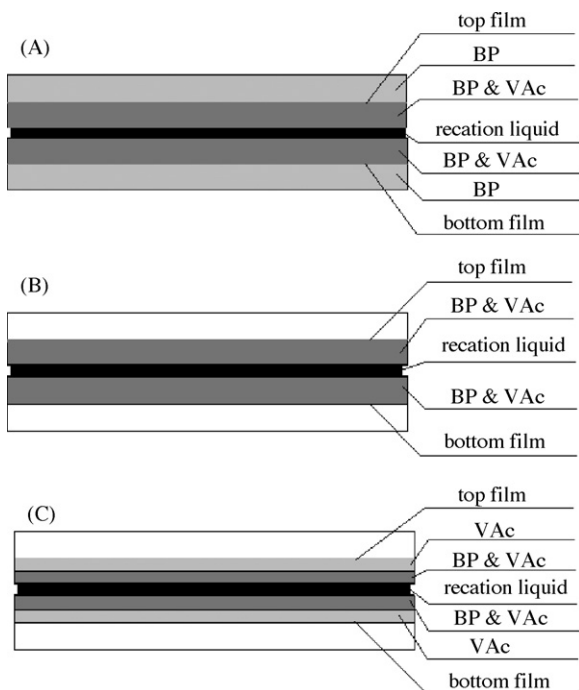 (A)
top film
BP
BP & VAc
recation liquid
BP & VAc
BP
bottom film
(B)
top film
BP & VAc
recation liquid
BP & VAc
bottom film
(C)
top film
VAc
BP & VAc
recation liquid
BP & VAc
VAc
bottom film